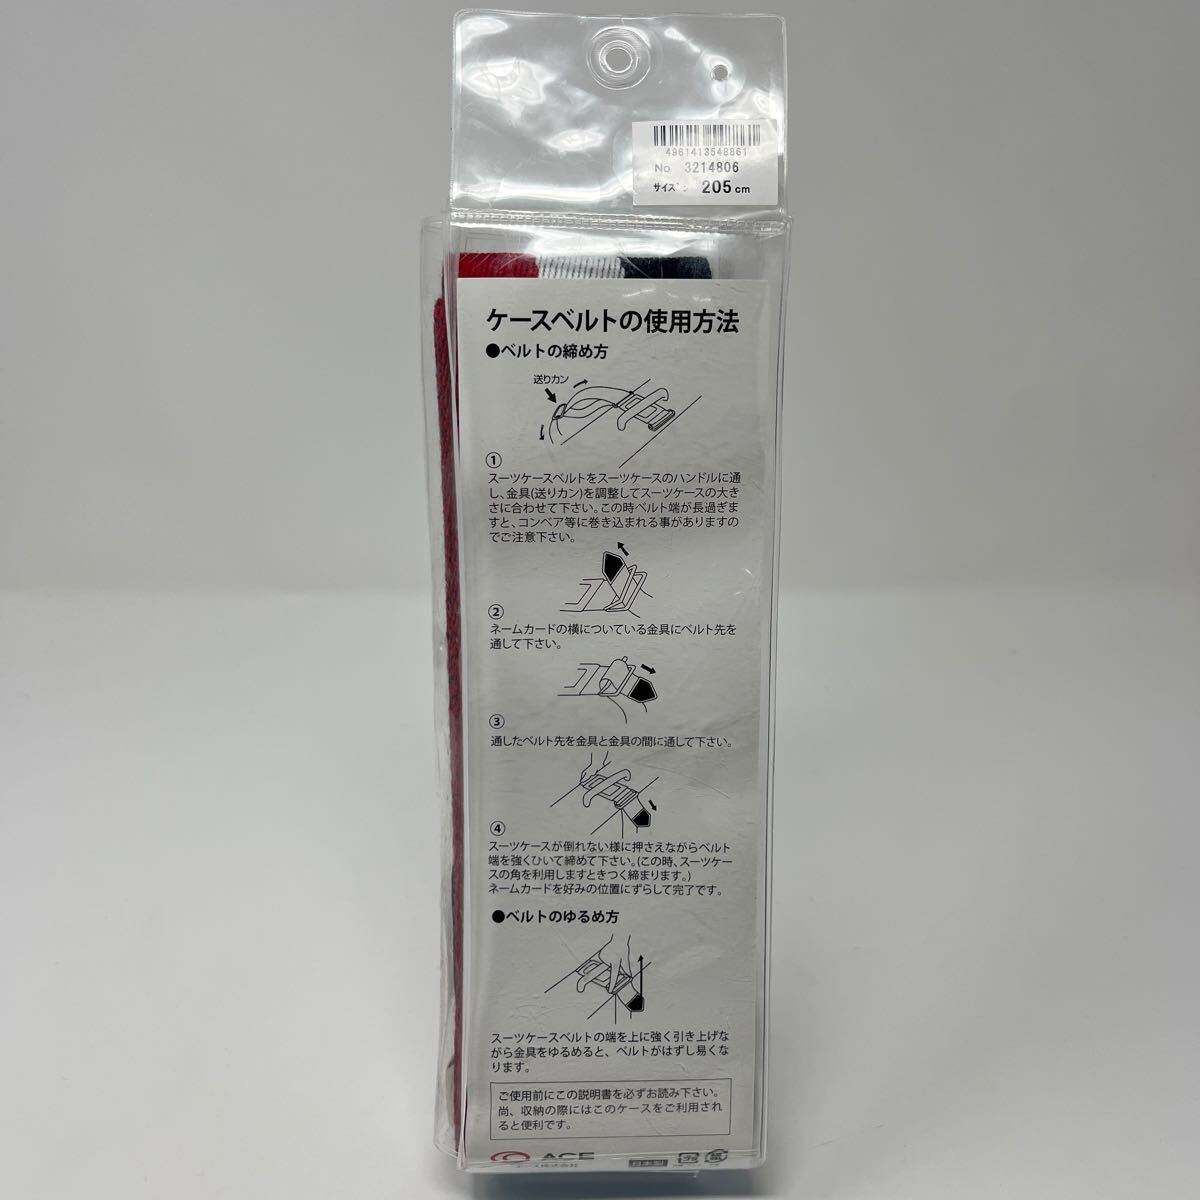 4961413548861
No. 3214806
サイズ 205cm
ケースベルトの使用方法
●ベルトの締め方
送りカン
①
スーツケースベルトをスーツケースのハンドルに通
し、金具(送りカン)を調整してスーツケースの大き
さに合わせて下さい。この時ベルト端が長過ぎま
すと、コンベア等に巻き込まれる事がありますの
でご注意下さい。
②
ネームカードの横についている金具にベルト先を
通して下さい。
③
通したベルト先を金具と金具の間に通して下さい。
④
スーツケースが倒れない様に押さえながらベルト
端を強くひいて締めて下さい。(この時、スーツケー
スの角を利用しますときつく締まります。)
ネームカードを好みの位置にずらして完了です。
●ベルトのゆるめ方
スーツケースベルトの端を上に強く引き上げな
がら金具をゆるめると、ベルトがはずし易くな
ります。
ご使用前にこの説明書を必ずお読み下さい。
尚、収納の際にはこのケースをご利用され
ると便利です。
ACE